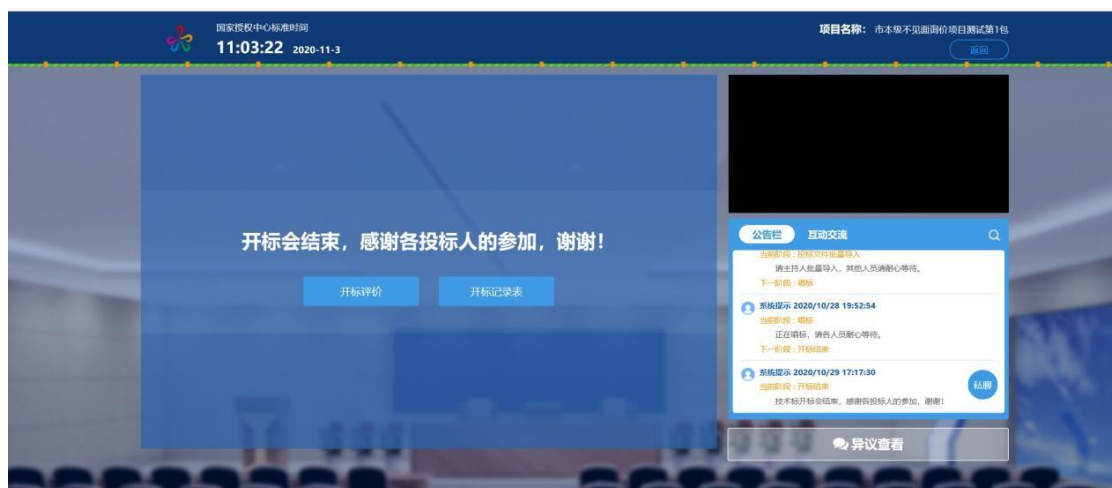 国家授权中心标准时间
11:03:22 2020-11-3
项目名称： 市本级不见面询价项目测试第1包
返回
开标会结束，感谢各投标人的参加，谢谢！
开标评价
开标记录表
公告栏
互动交流
当前阶段：投标文件批量导入
请主持人批量导入，其他人员请耐心等待。
下一阶段：唱标
系统提示 2020/10/28 19:52:54
当前阶段：唱标
正在唱标，请各人员耐心等待。
下一阶段：开标结束
系统提示 2020/10/29 17:17:30
当前阶段：开标结束
技术标开标会结束，感谢各投标人的参加，谢谢！
私聊
异议查看